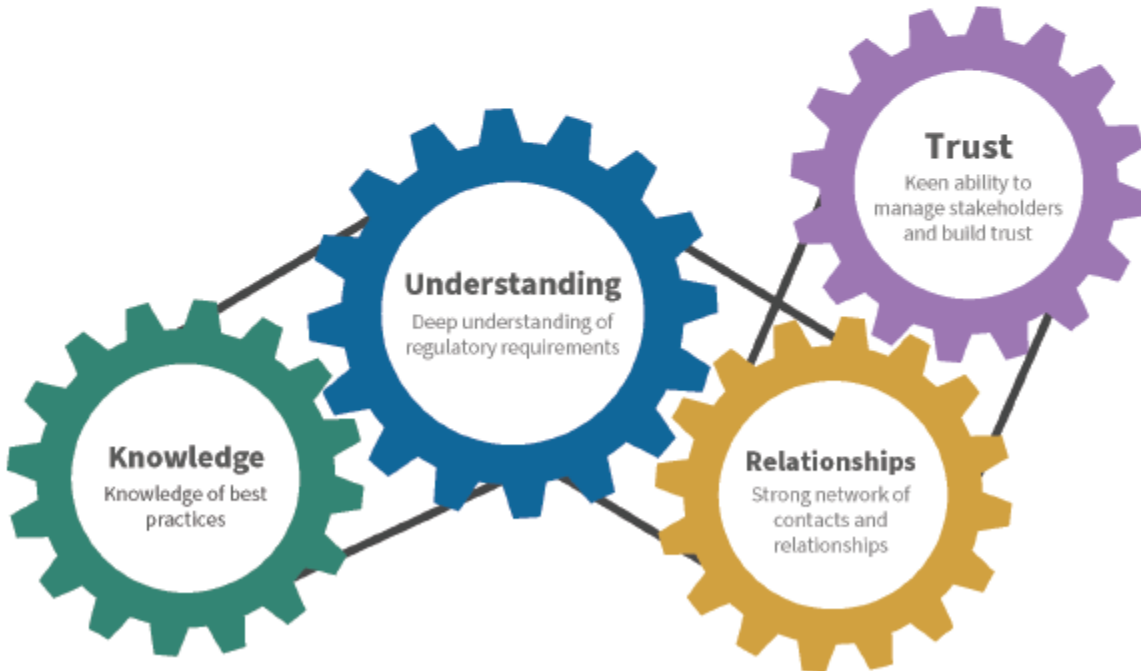 Trust
Keen ability to
manage stakeholders
and build trust
Understanding
Deep understanding of
regulatory requirements
Knowledge
Knowledge of best
practices
Relationships
Strong network of
contacts and
relationships